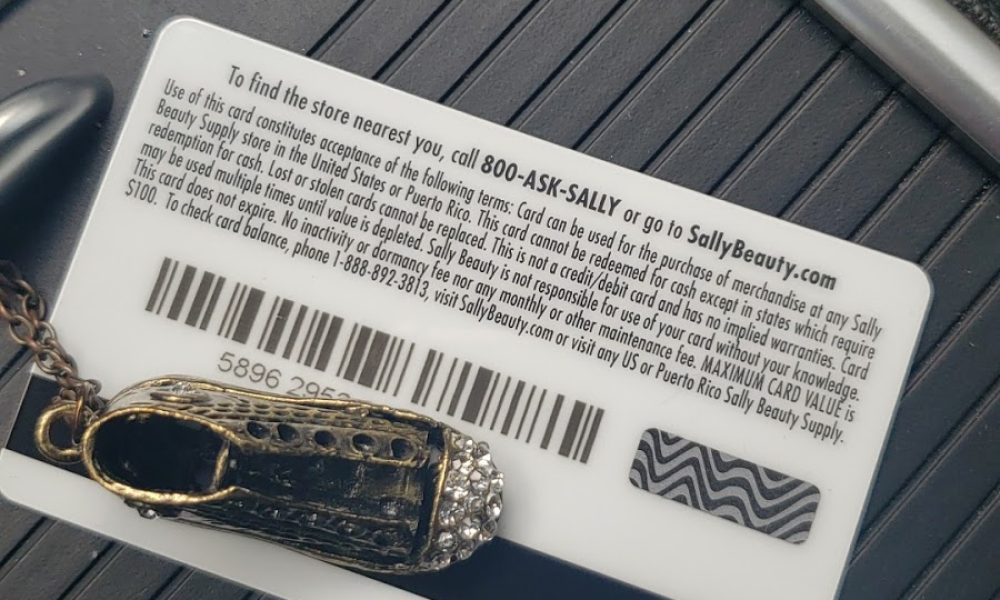 To find the store nearest you, call 800-ASK-SALLY or go to SallyBeauty.com
Use of this card constitutes acceptance of the following terms: Card can be used for the purchase of merchandise at any Sally
Beauty Supply store in the United States or Puerto Rico. This card cannot be redeemed for cash except in states which require
redemption for cash. Lost or stolen cards cannot be replaced. This is not a credit/debit card and has no implied warranties. Card
may be used multiple times until value is depleted. Sally Beauty is not responsible for use of your card without your knowledge.
This card does not expire. No inactivity or dormancy fee nor any monthly or other maintenance fee. MAXIMUM CARD VALUE is
$100. To check card balance, phone 1-888-892-3813, visit SallyBeauty.com or visit any US or Puerto Rico Sally Beauty Supply.
5896